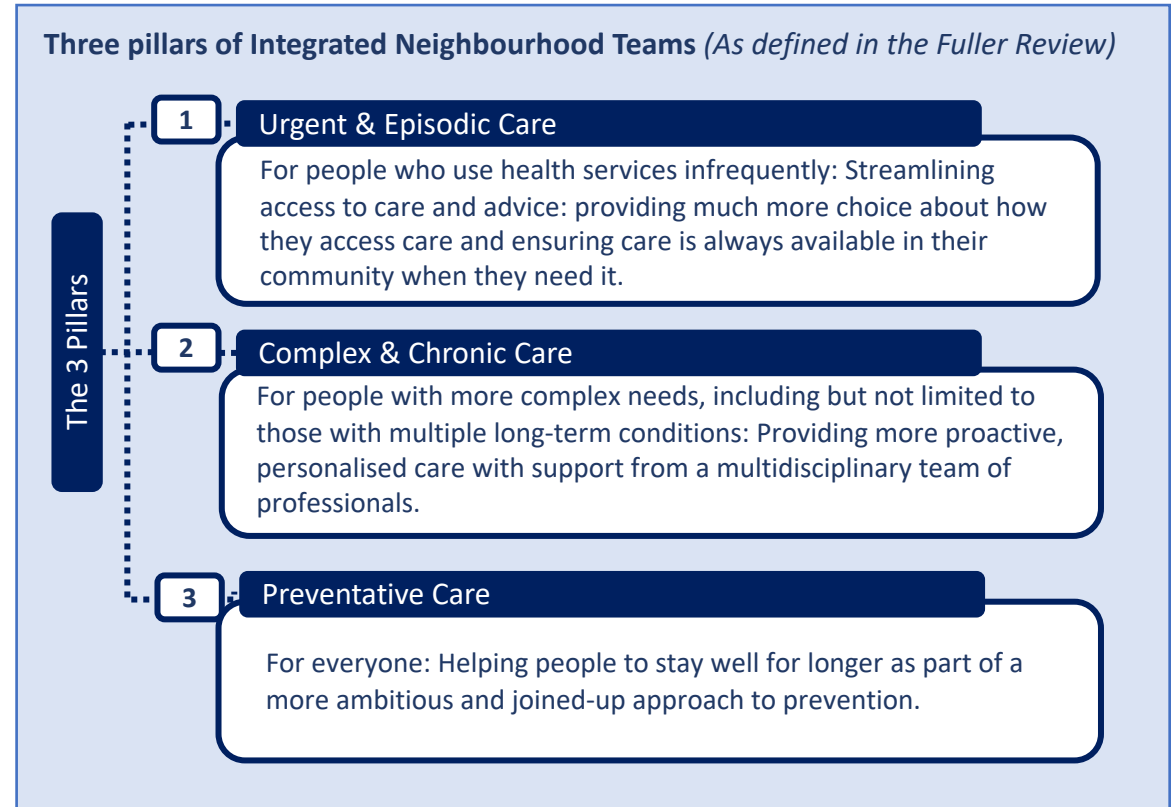 Three pillars of Integrated Neighbourhood Teams (As defined in the Fuller Review)
The 3 Pillars
1
Urgent & Episodic Care
For people who use health services infrequently: Streamlining
access to care and advice: providing much more choice about how
they access care and ensuring care is always available in their
community when they need it.
2
Complex & Chronic Care
For people with more complex needs, including but not limited to
those with multiple long-term conditions: Providing more proactive,
personalised care with support from a multidisciplinary team of
professionals.
3
Preventative Care
For everyone: Helping people to stay well for longer as part of a
more ambitious and joined-up approach to prevention.